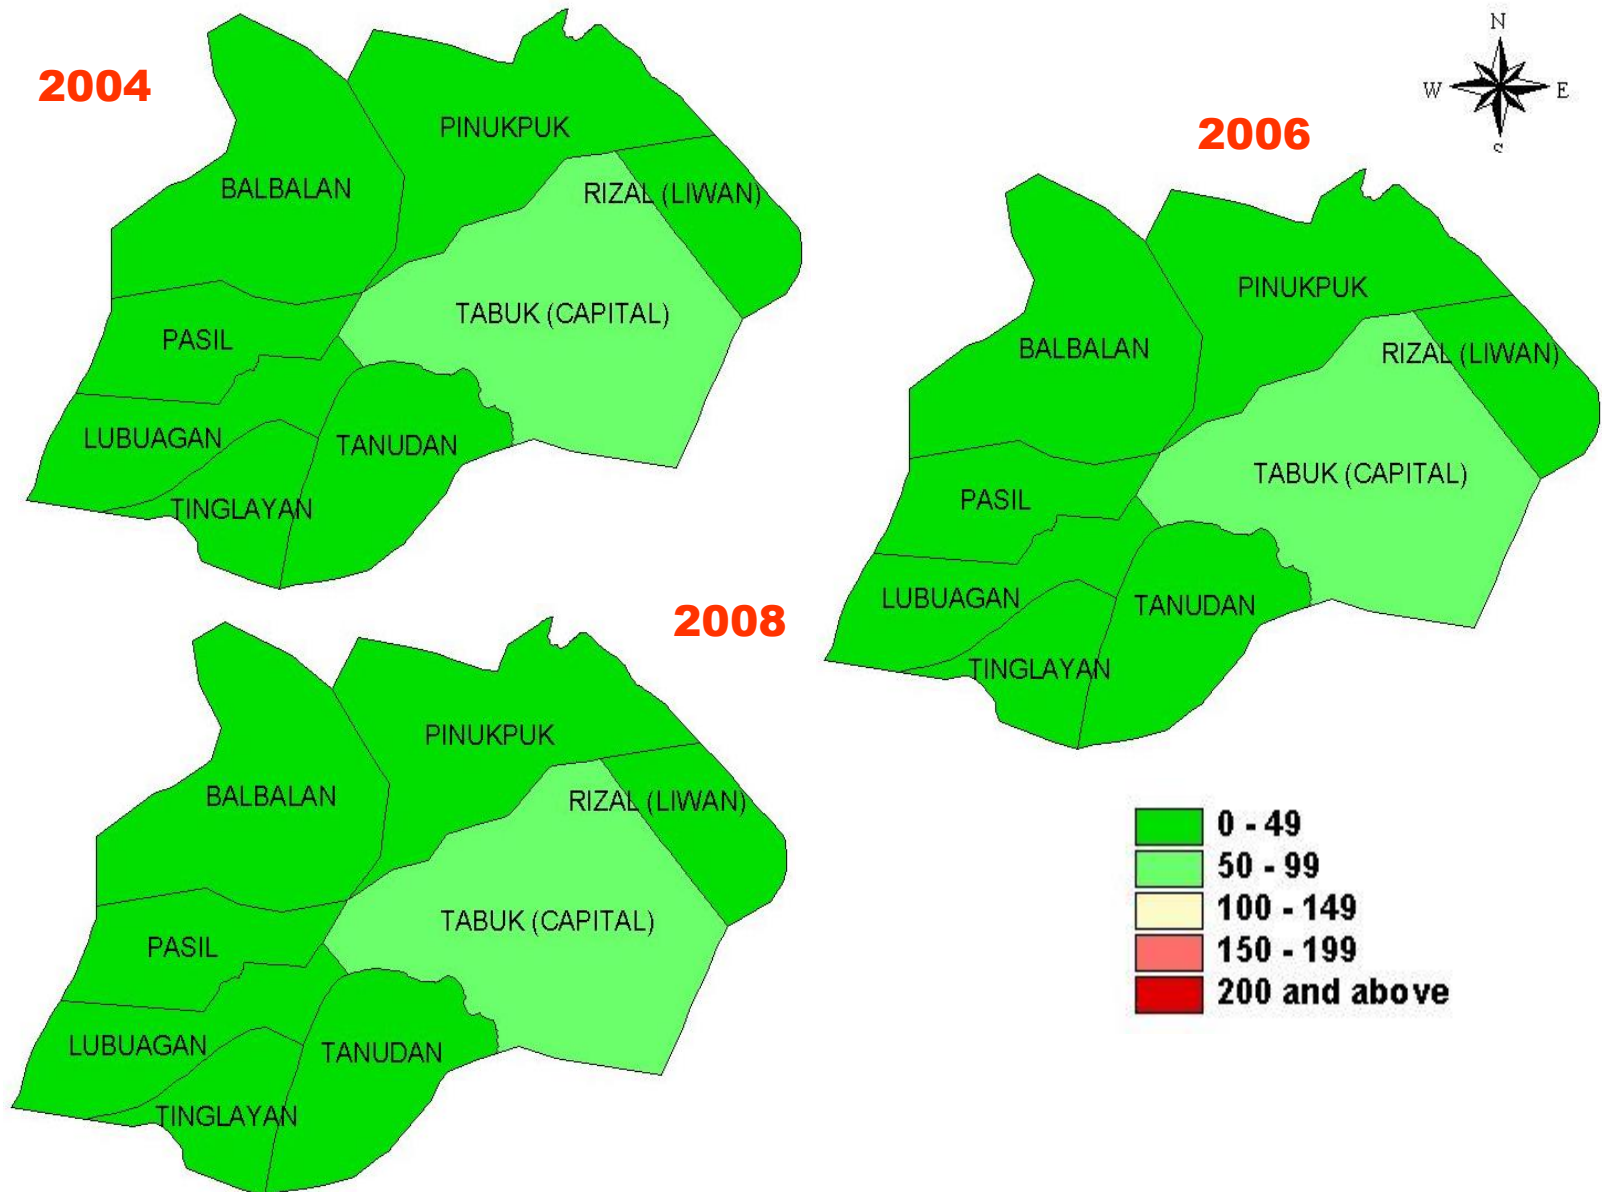 2004
BALBALAN
PINUKPUK
RIZAL (LIWAN)
TABUK (CAPITAL)
PASIL
LUBUAGAN
TANUDAN
TINGLAYAN
N
W E
S
2006
PINUKPUK
BALBALAN
RIZAL (LIWAN)
TABUK (CAPITAL)
PASIL
LUBUAGAN
TANUDAN
TINGLAYAN
2008
PINUKPUK
BALBALAN
RIZAL (LIWAN)
TABUK (CAPITAL)
PASIL
LUBUAGAN
TANUDAN
TINGLAYAN
0 - 49
50 - 99
100 - 149
150 - 199
200 and above